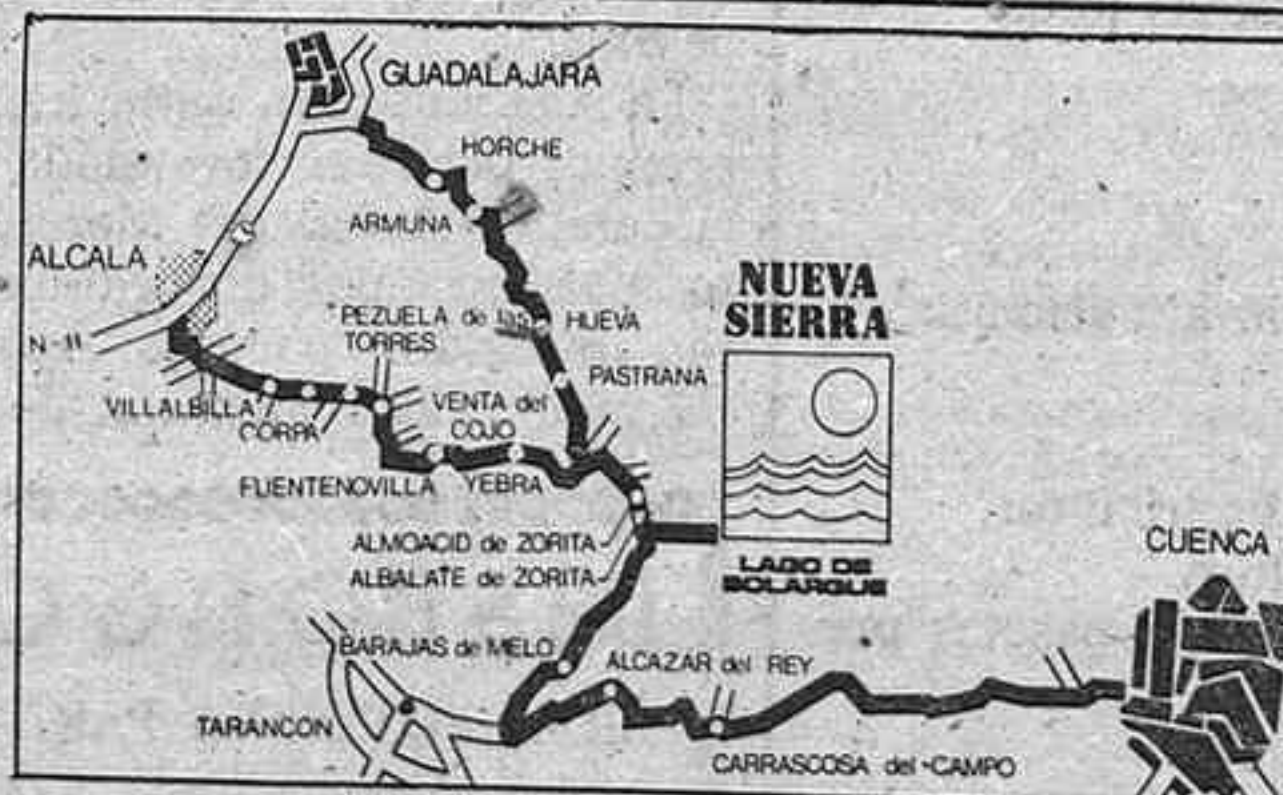 GUADALAJARA
HORCHE
ARMUNA
ALCALA
NUEVA
SIERRA
PEZUELA de las
TORRES
HUEVA
N-II
PASTRANA
VILLALBILLA
CORPA
VENTA del
COJO
FUENTENOVILLA
YEBRA
ALMOACID de ZORITA
ALBALATE de ZORITA
LAGO DE
BOLARQUE
CUENCA
BARAJAS de MELO
ALCAZAR del REY
TARANCON
CARRASCOSA del CAMPO